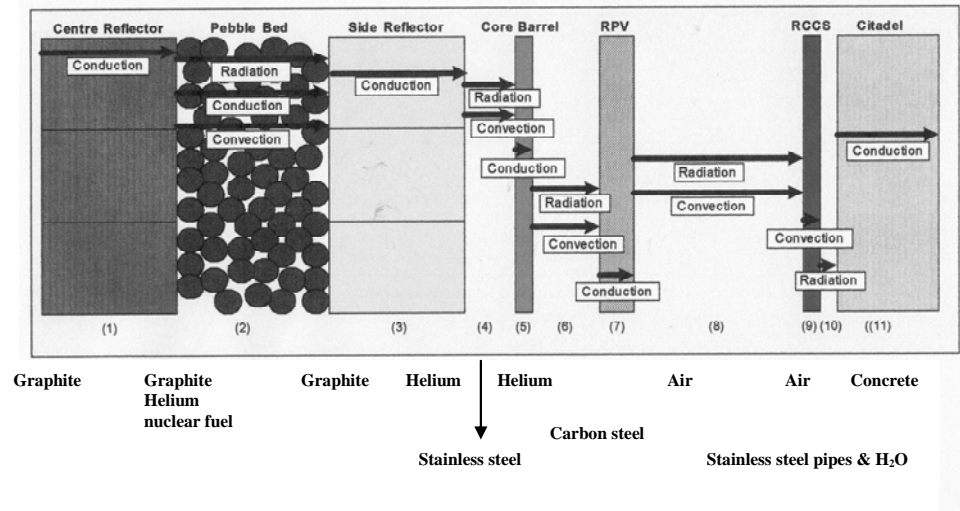 Centre Reflector Pebble Bed Side Reflector Core Barrel RPV RCCS Citadel
Conduction
Radiation
Conduction
Convection
Conduction
Radiation
Convection
Conduction
Radiation
Convection
Conduction
Radiation
Convection
Convection
Radiation
Conduction
(1) (2) (3) (4) (5) (6) (7) (8) (9) (10) ((11)
Graphite Graphite Graphite Helium Helium Air Air Concrete
Helium
nuclear fuel
Carbon steel
Stainless steel Stainless steel pipes & H₂O